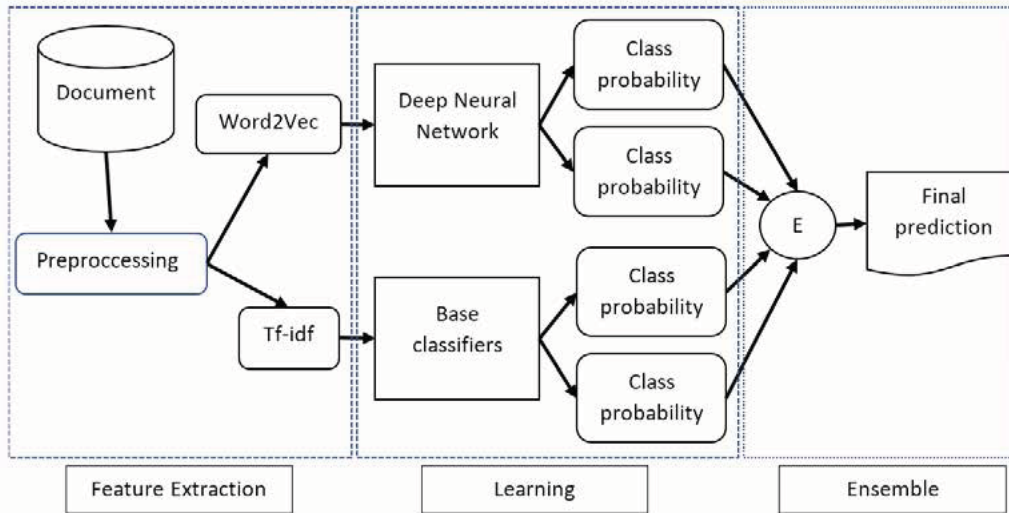 Document
Preproccessing
Word2Vec
Tf-idf
Deep Neural
Network
Base
classifiers
Class
probability
Class
probability
Class
probability
Class
probability
E
Final
prediction
Feature Extraction
Learning
Ensemble